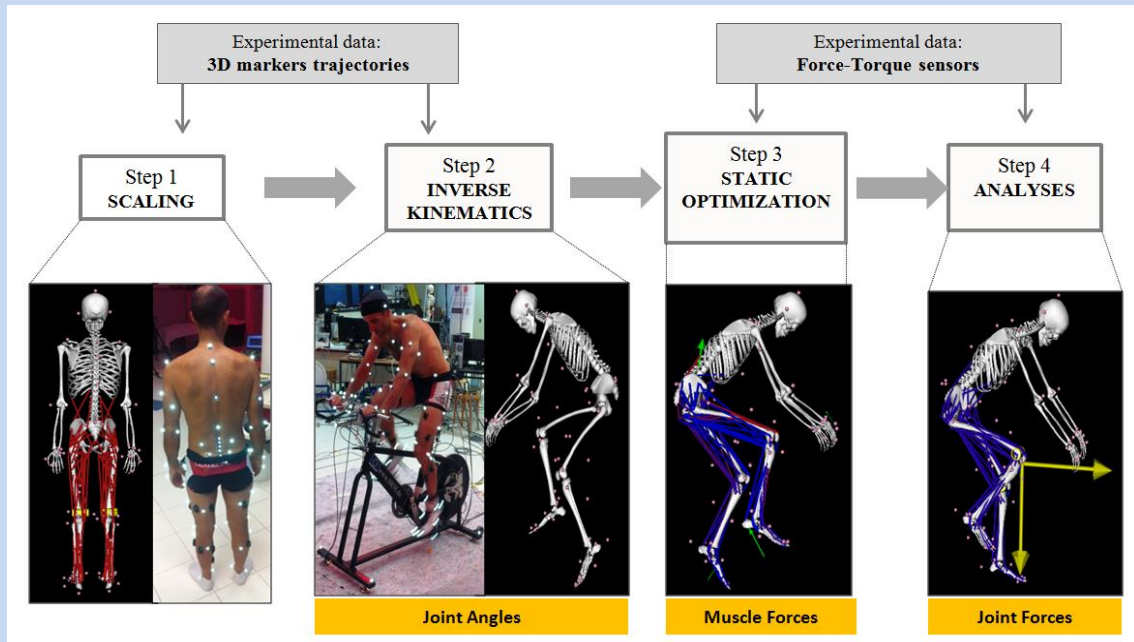 Experimental data:
3D markers trajectories
Experimental data:
Force-Torque sensors
Step 1
SCALING
Step 2
INVERSE
KINEMATICS
Step 3
STATIC
OPTIMIZATION
Step 4
ANALYSES
Joint Angles
Muscle Forces
Joint Forces